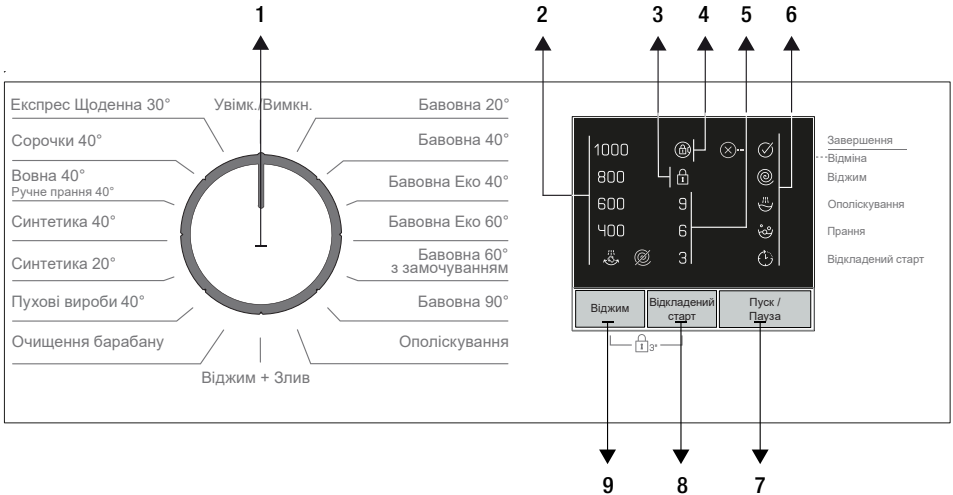 1
2
3
4
5
6
Експрес Щоденна 30°
Сорочки 40°
Вовна 40°
Ручне прання 40°
Синтетика 40°
Синтетика 20°
Пухові вироби 40°
Очищення барабану
Увімк./Вимкн.
Віджим + Злив
Бавовна 20°
Бавовна 40°
Бавовна Еко 40°
Бавовна Еко 60°
Бавовна 60°
з замочуванням
Бавовна 90°
Ополіскування
1000
800
600
400
9
6
3
Завершення
Відміна
Віджим
Ополіскування
Прання
Відкладений старт
Віджим
Відкладений
старт
Пуск /
Пауза
3"
9
8
7